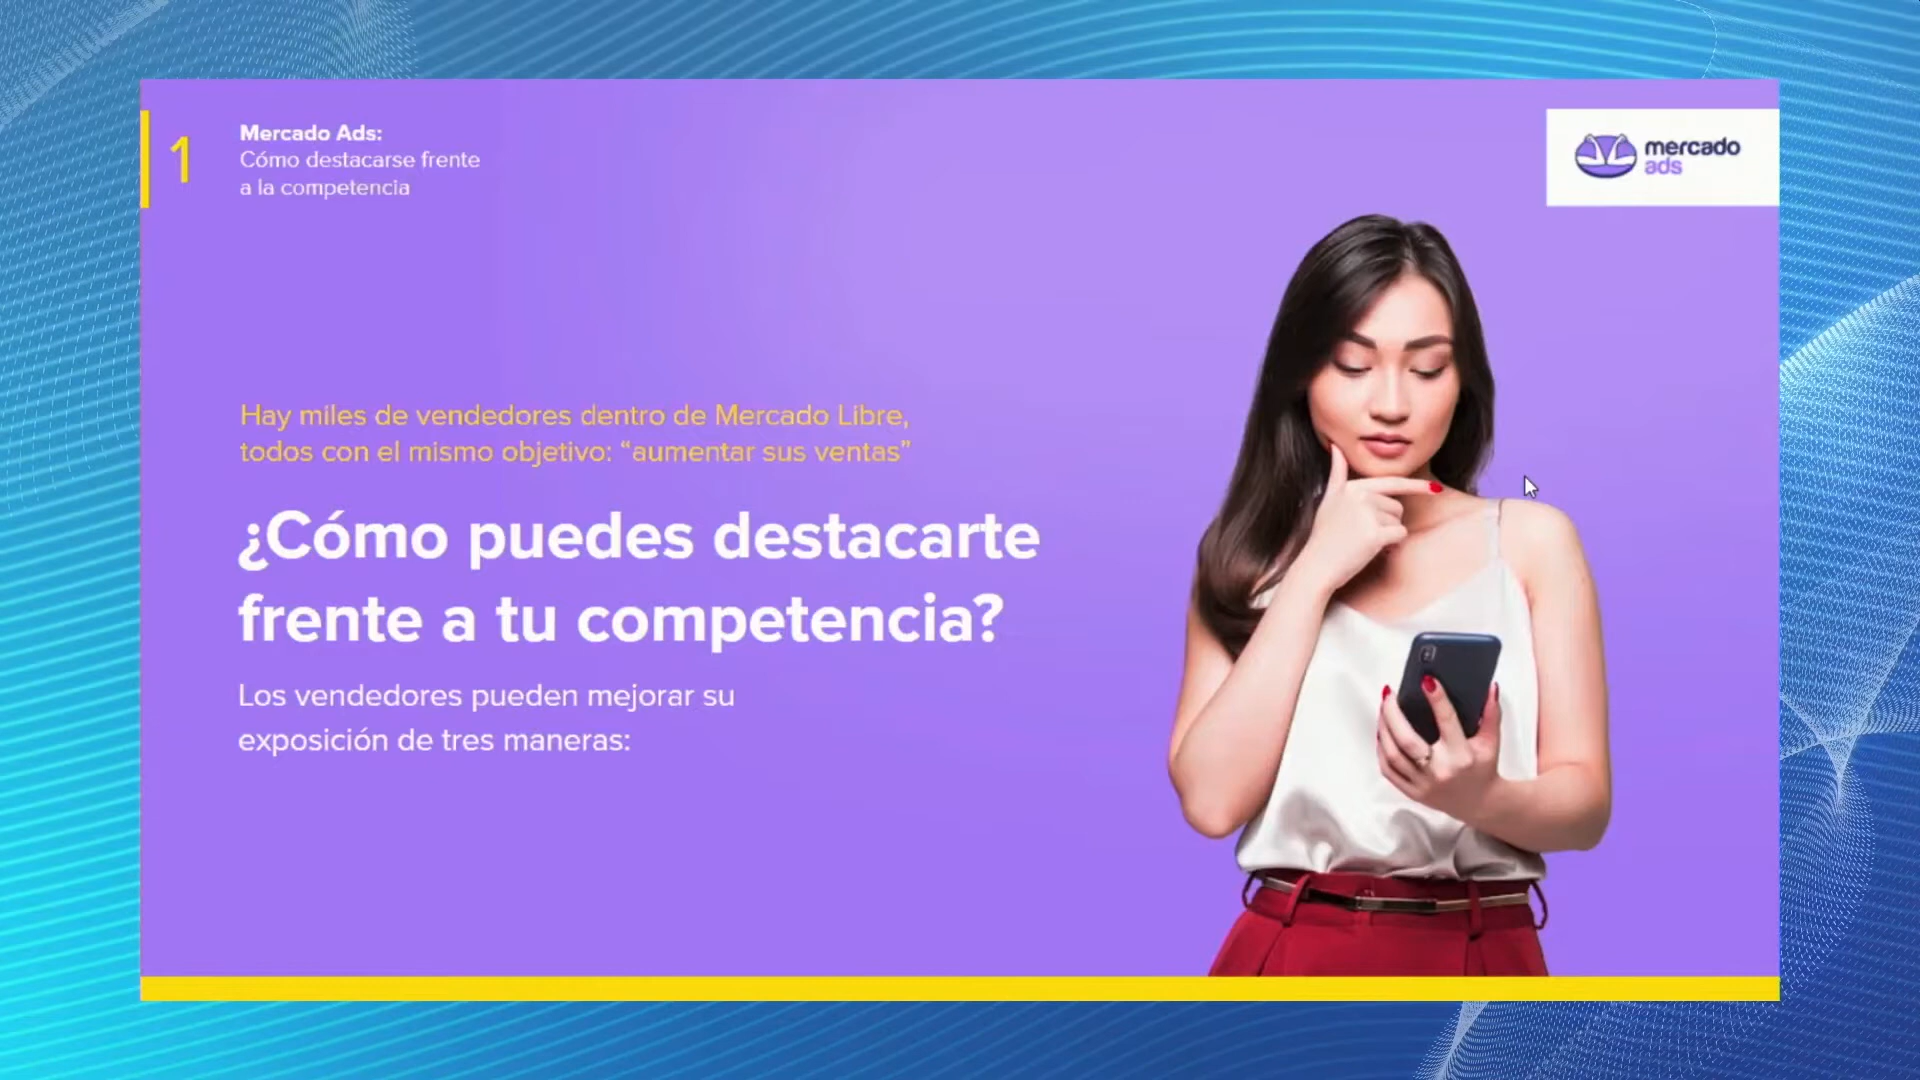 1
Mercado Ads:
Cómo destacarse frente
a la competencia
mercado
ads
Hay miles de vendedores dentro de Mercado Libre,
todos con el mismo objetivo: “aumentar sus ventas”
¿Cómo puedes destacarte
frente a tu competencia?
Los vendedores pueden mejorar su
exposición de tres maneras: